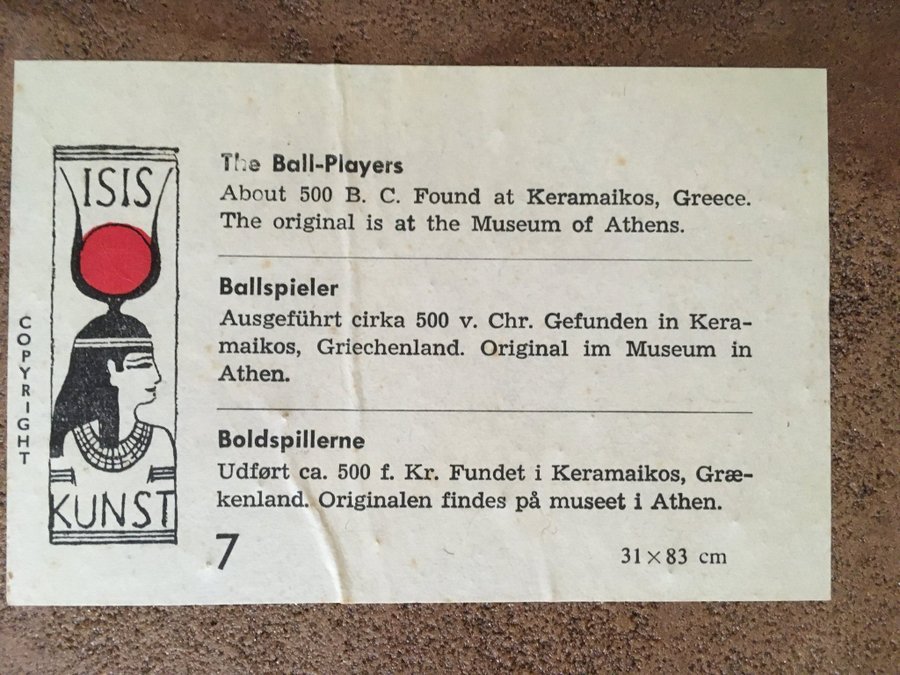 ISIS
KUNST
COPYRIGHT
The Ball-Players
About 500 B. C. Found at Keramaikos, Greece.
The original is at the Museum of Athens.
Ballspieler
Ausgeführt cirka 500 v. Chr. Gefunden in Kera-
maikos, Griechenland. Original im Museum in
Athen.
Boldspillerne
Udført ca. 500 f. Kr. Fundet i Keramaikos, Græ-
kenland. Originalen findes på museet i Athen.
7
31×83 cm